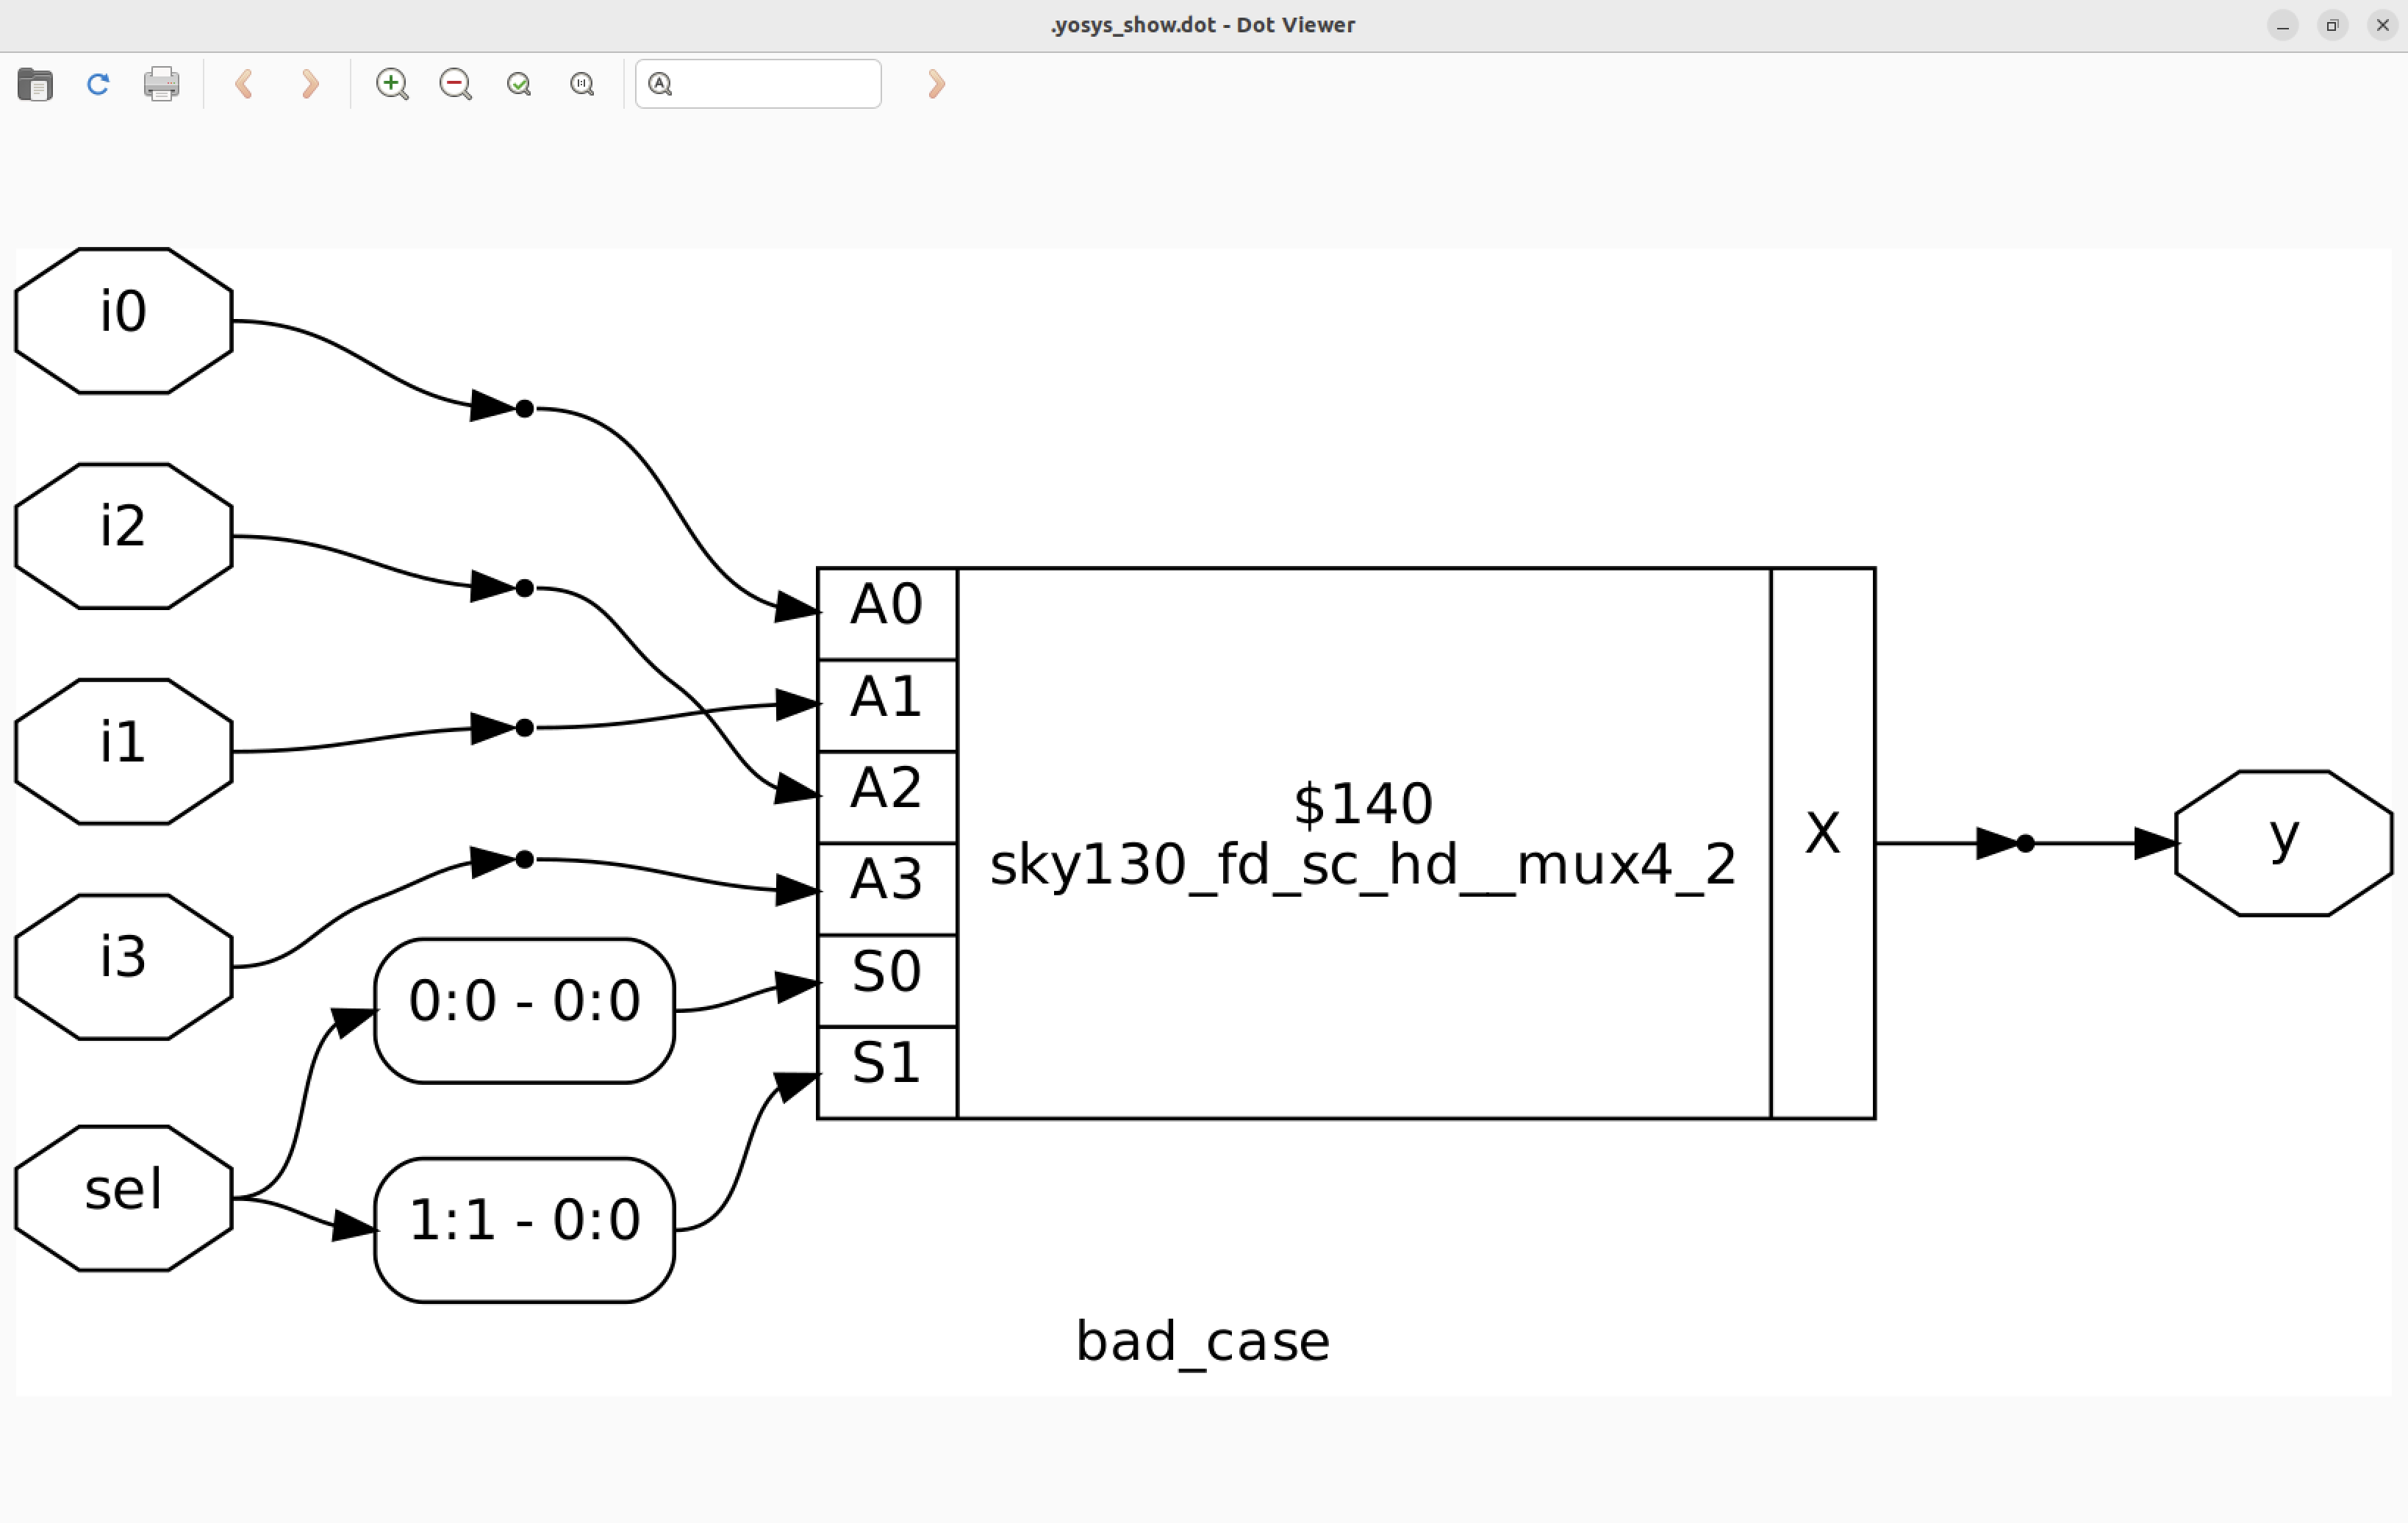 .yosys_show.dot - Dot Viewer
i0
i2
i1
i3
sel
0:0 - 0:0
1:1 - 0:0
A0
A1
A2
A3
S0
S1
$140
sky130_fd_sc_hd__mux4_2
X
y
bad_case